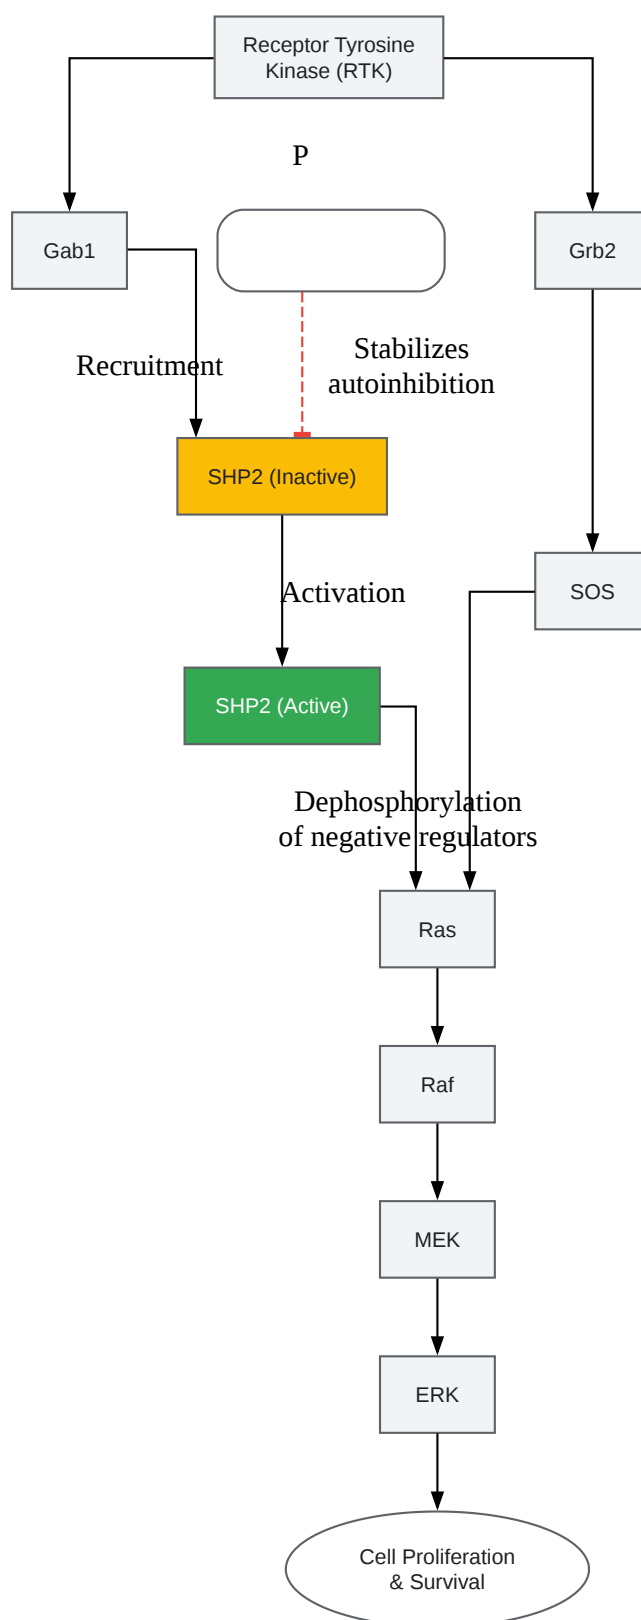 Receptor Tyrosine
Kinase (RTK)
P
Gab1
Grb2
Recruitment
Stabilizes
autoinhibition
SHP2 (Inactive)
Activation
SOS
SHP2 (Active)
Dephosphorylation
of negative regulators
Ras
Raf
MEK
ERK
Cell Proliferation
& Survival